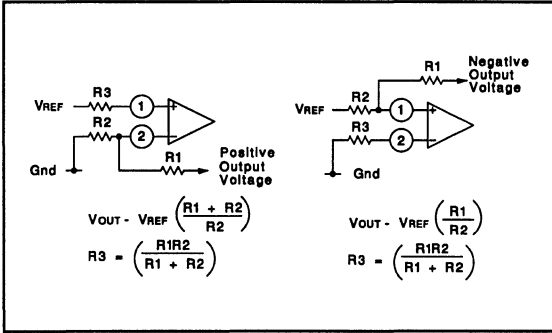 R3
VREF
1
+
R2
2
−
R1
Gnd
Positive
Output
Voltage
VOUT - VREF (R1 + R2 / R2)
R3 = (R1R2 / R1 + R2)
R1
Negative
Output
Voltage
R2
VREF
1
+
R3
2
−
Gnd
VOUT - VREF (R1 / R2)
R3 = (R1R2 / R1 + R2)